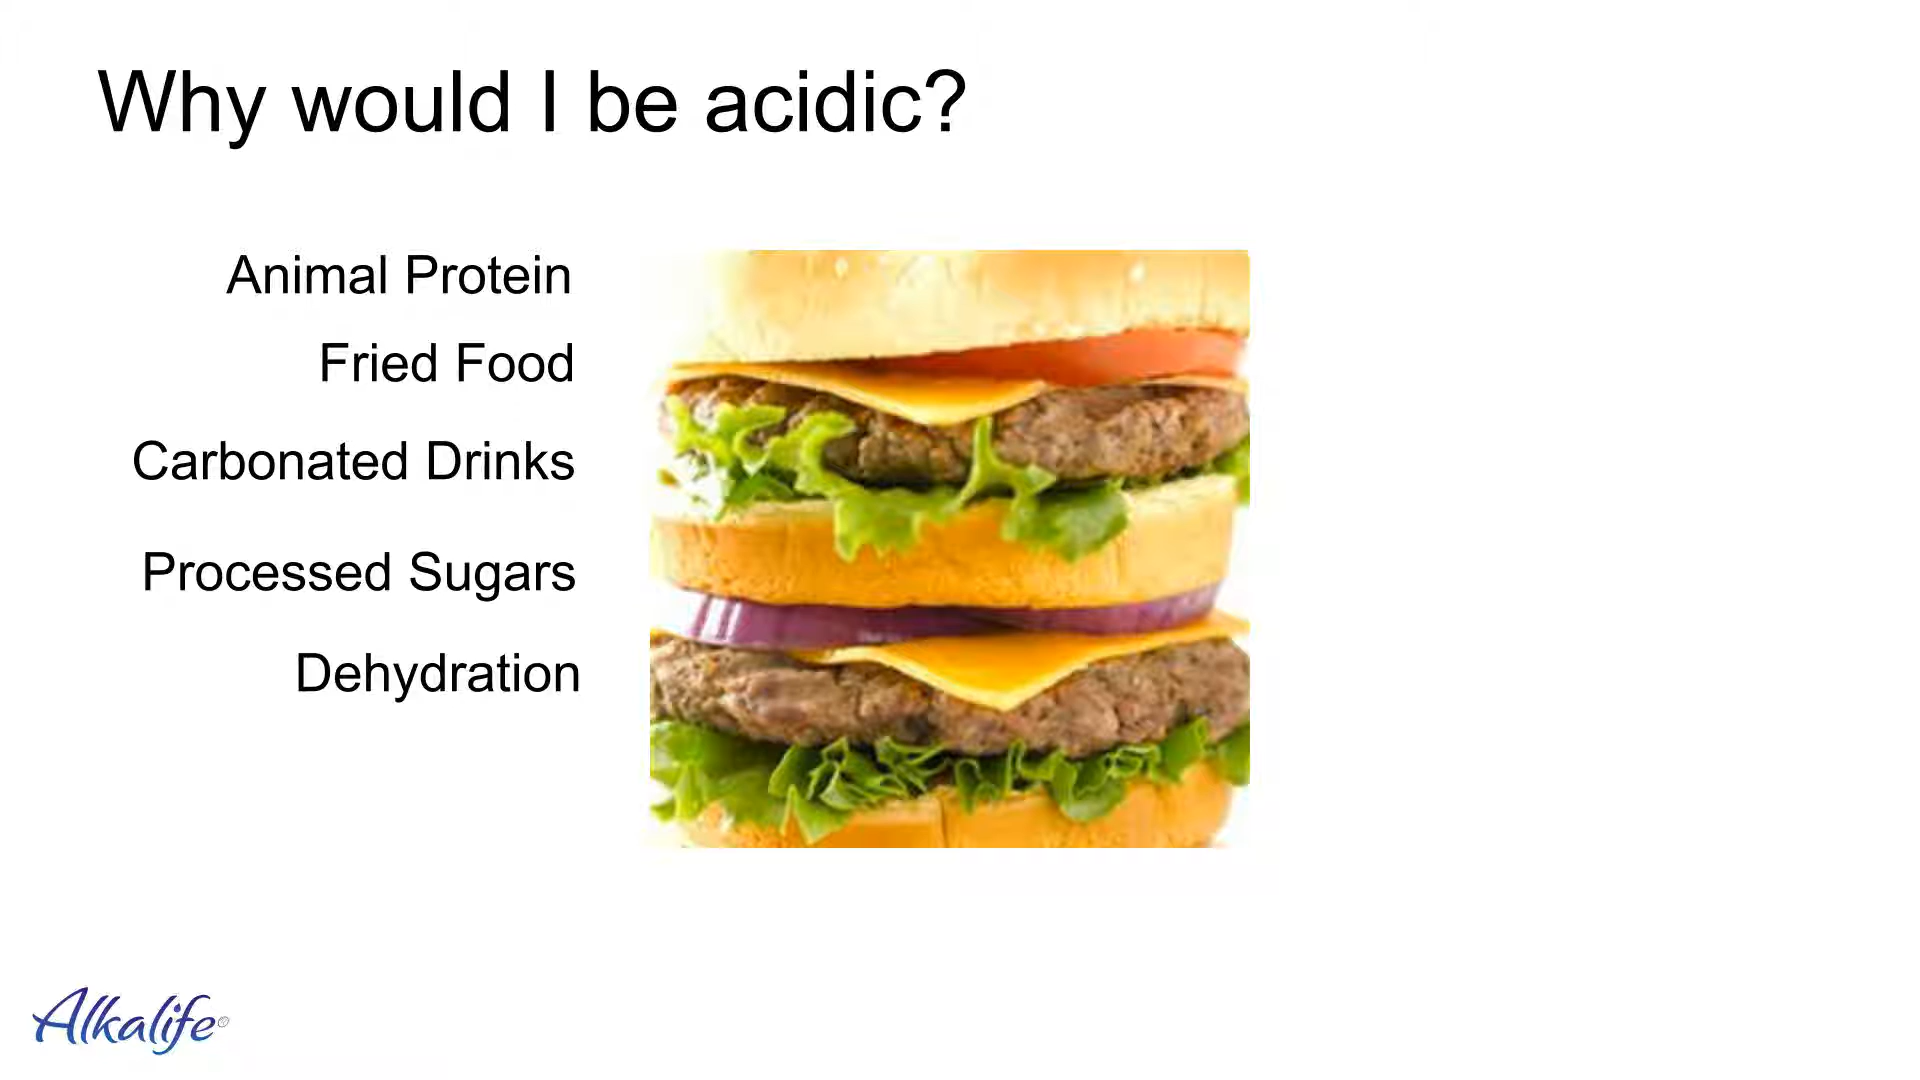 Why would I be acidic?
Animal Protein
Fried Food
Carbonated Drinks
Processed Sugars
Dehydration
Alkalife